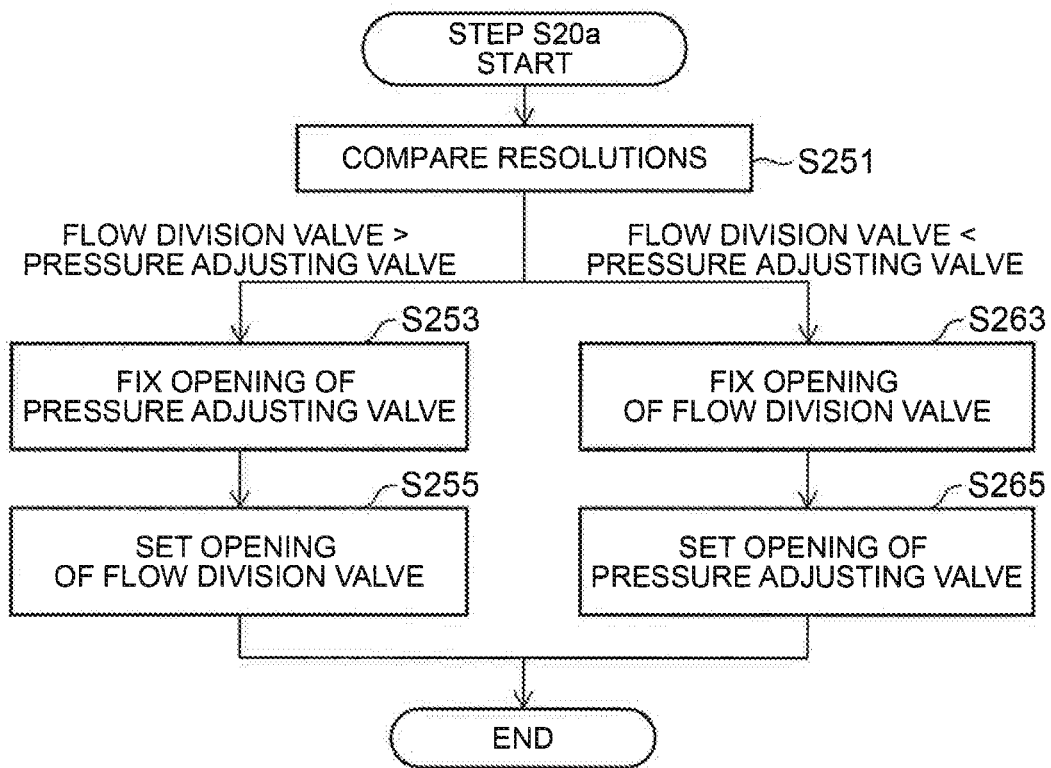 STEP S20a
START
COMPARE RESOLUTIONS
S251
FLOW DIVISION VALVE >
PRESSURE ADJUSTING VALVE
FLOW DIVISION VALVE <
PRESSURE ADJUSTING VALVE
S253
FIX OPENING OF
PRESSURE ADJUSTING VALVE
S263
FIX OPENING
OF FLOW DIVISION VALVE
S255
SET OPENING
OF FLOW DIVISION VALVE
S265
SET OPENING OF
PRESSURE ADJUSTING VALVE
END